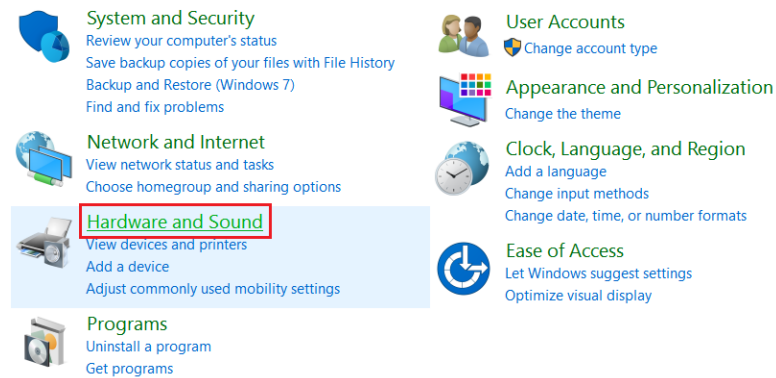 System and Security
Review your computer's status
Save backup copies of your files with File History
Backup and Restore (Windows 7)
Find and fix problems
Network and Internet
View network status and tasks
Choose homegroup and sharing options
Hardware and Sound
View devices and printers
Add a device
Adjust commonly used mobility settings
Programs
Uninstall a program
Get programs
User Accounts
Change account type
Appearance and Personalization
Change the theme
Clock, Language, and Region
Add a language
Change input methods
Change date, time, or number formats
Ease of Access
Let Windows suggest settings
Optimize visual display